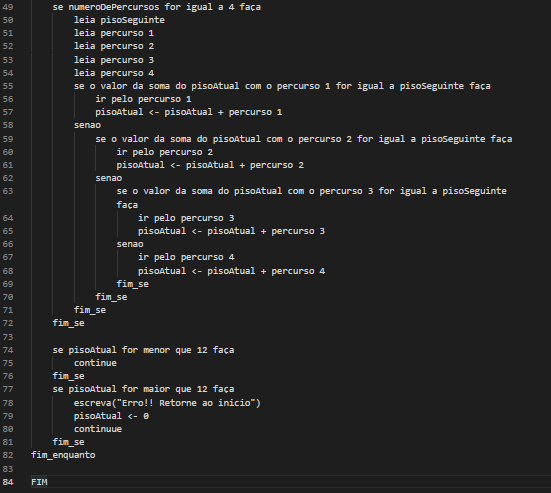 49 se numeroDePercursos for igual a 4 faça
50 leia pisoSeguinte
51 leia percurso 1
52 leia percurso 2
53 leia percurso 3
54 leia percurso 4
55 se o valor da soma do pisoAtual com o percurso 1 for igual a pisoSeguinte faça
56 ir pelo percurso 1
57 pisoAtual <- pisoAtual + percurso 1
58 senao
59 se o valor da soma do pisoAtual com o percurso 2 for igual a pisoSeguinte faça
60 ir pelo percurso 2
61 pisoAtual <- pisoAtual + percurso 2
62 senao
63 se o valor da soma do pisoAtual com o percurso 3 for igual a pisoSeguinte
faça
64 ir pelo percurso 3
65 pisoAtual <- pisoAtual + percurso 3
66 senao
67 ir pelo percurso 4
68 pisoAtual <- pisoAtual + percurso 4
69 fim_se
70 fim_se
71 fim_se
72 fim_se
73
74 se pisoAtual for menor que 12 faça
75 continue
76 fim_se
77 se pisoAtual for maior que 12 faça
78 escreva("Erro!! Retorne ao inicio")
79 pisoAtual <- 0
80 continuue
81 fim_se
82 fim_enquanto
83
84 FIM